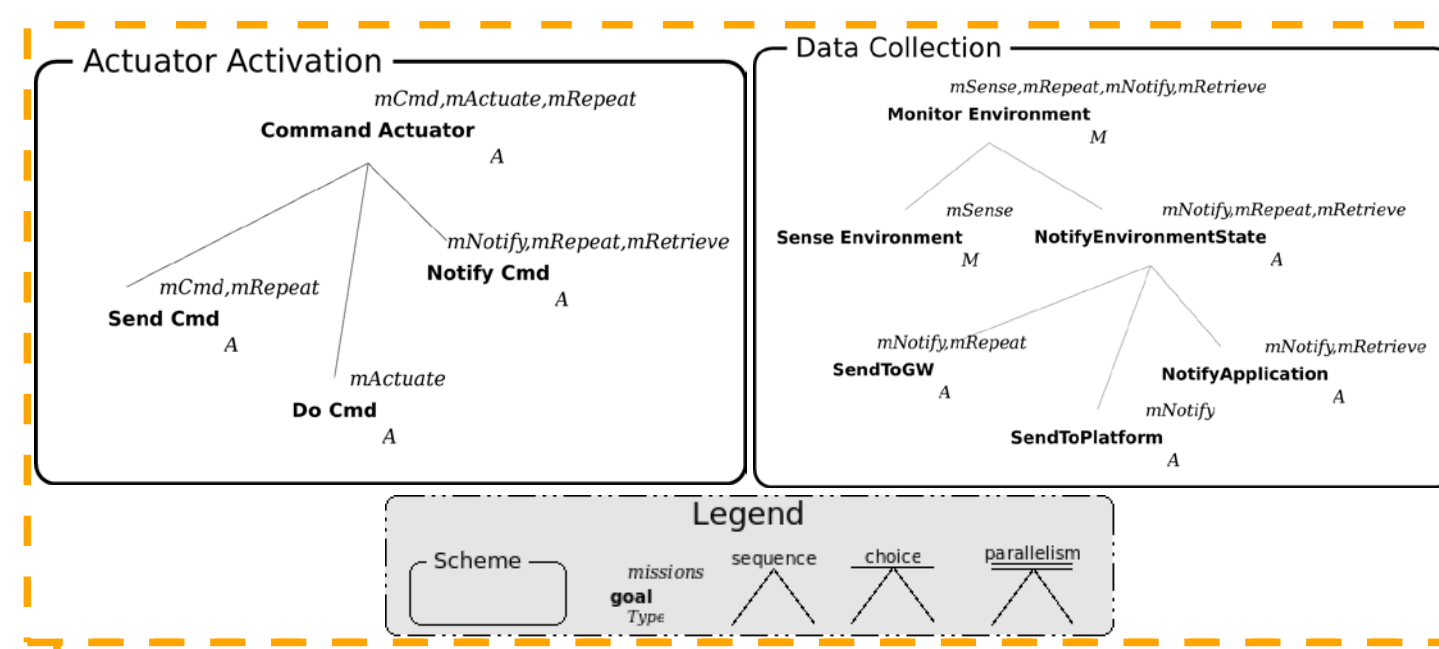 Actuator Activation
mCmd,mActuate,mRepeat
Command Actuator
A
mNotify,mRepeat,mRetrieve
Notify Cmd
A
mCmd,mRepeat
Send Cmd
A
mActuate
Do Cmd
A
Data Collection
mSense,mRepeat,mNotify,mRetrieve
Monitor Environment
M
mSense
Sense Environment
M
mNotify,mRepeat,mRetrieve
NotifyEnvironmentState
A
mNotify,mRepeat
SendToGW
A
mNotify,mRetrieve
NotifyApplication
A
mNotify
SendToPlatform
A
Legend
Scheme
missions
goal
Type
sequence
choice
parallelism